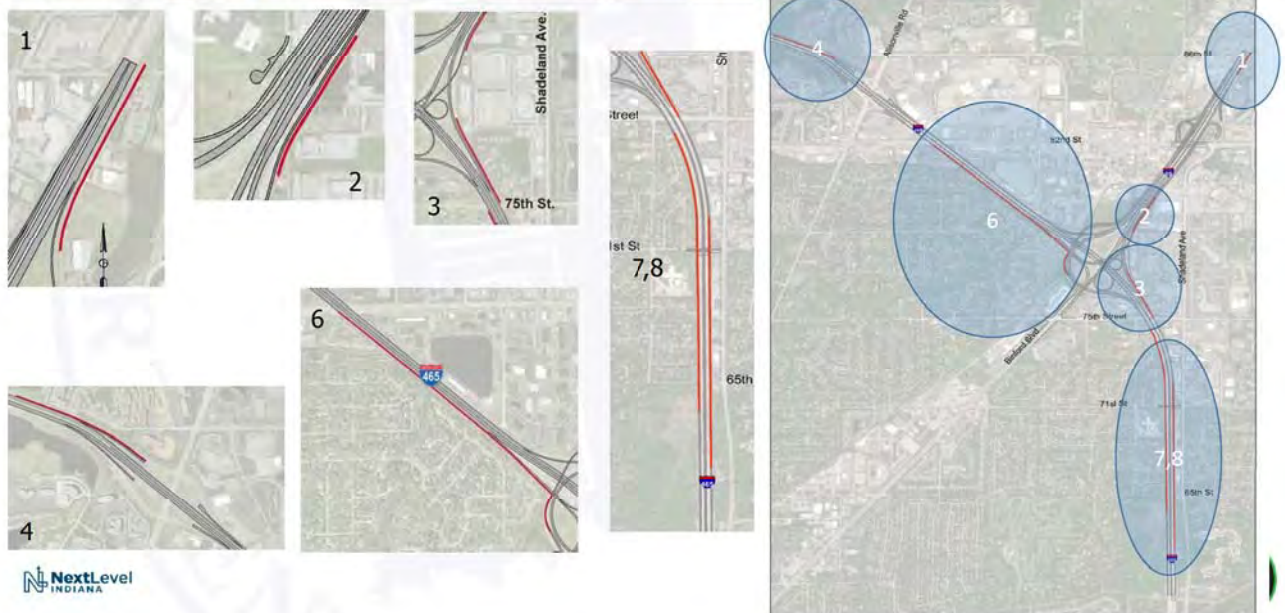 1
2
Shadeland Ave.
75th St.
3
Sh
Street
1st St
7,8
65th
465
6
465
4
NextLevel
INDIANA
4
Allisonville Rd
86th St
1
82nd St
6
2
Shadeland Ave
3
75th Street
Binford Blvd
71st St
7,8
65th St